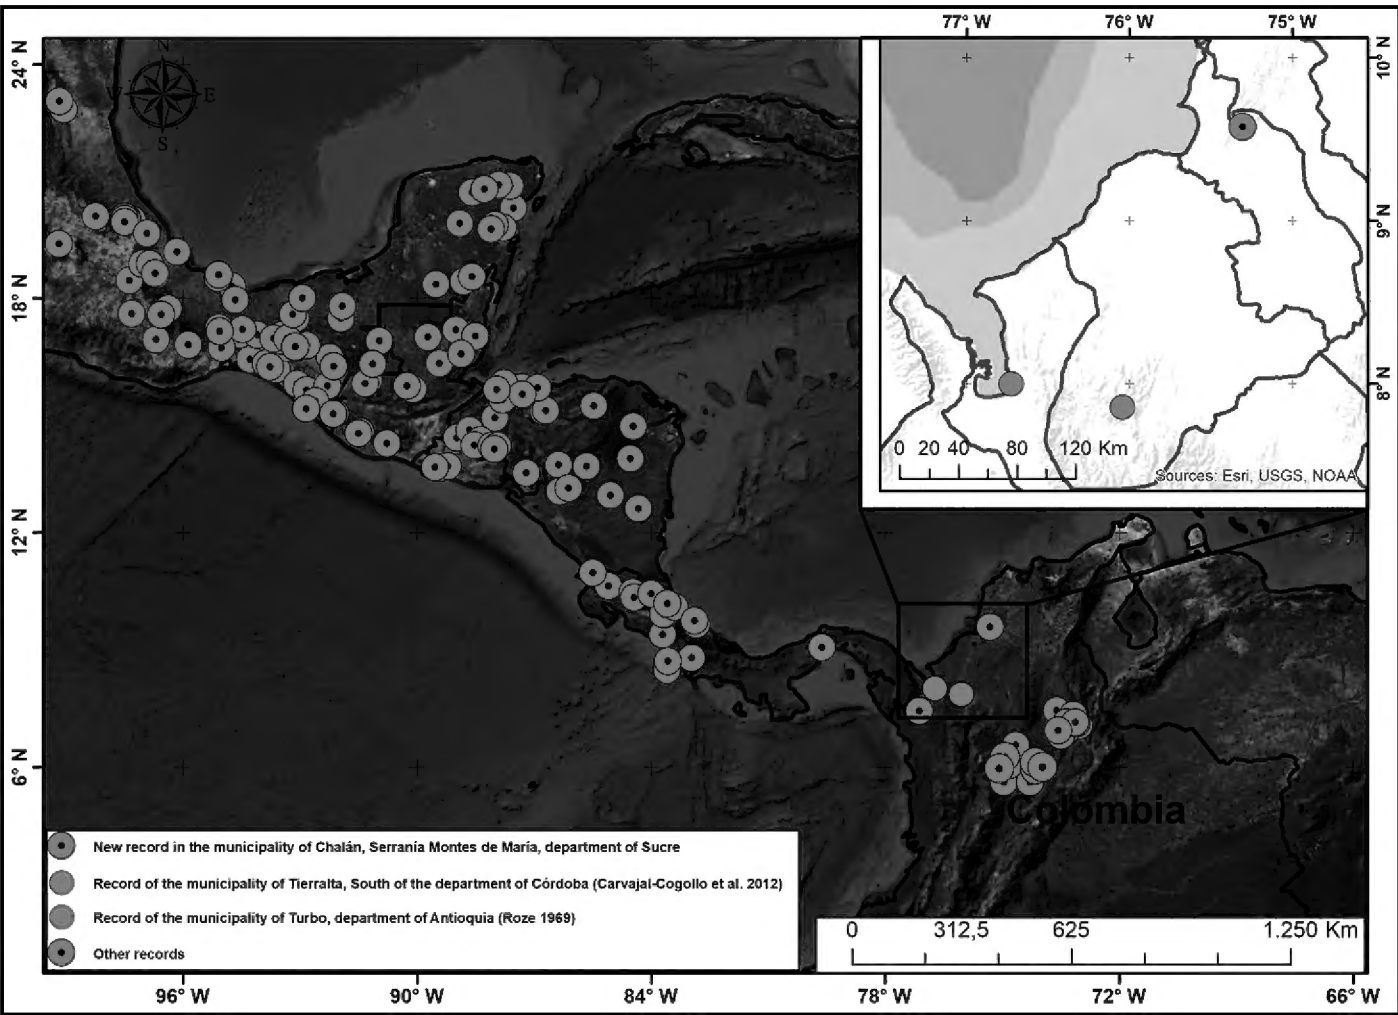 77° W 76° W 75° W
24° N
18° N
12° N
6° N
N
W E
S
10° N
9° N
8° N
0 20 40 80 120 Km
Sources: Esri, USGS, NOAA
Colombia
New record in the municipality of Chalán, Serranía Montes de María, department of Sucre
Record of the municipality of Tierralta, South of the department of Córdoba (Carvajal-Cogollo et al. 2012)
Record of the municipality of Turbo, department of Antioquia (Roze 1969)
Other records
0 312,5 625 1.250 Km
96° W 90° W 84° W 78° W 72° W 66° W